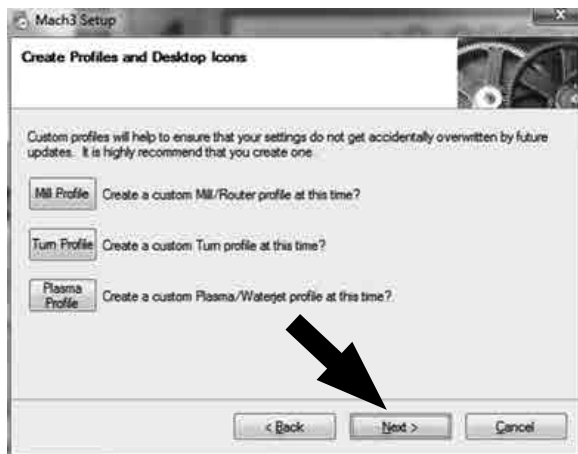 Mach3 Setup
Create Profiles and Desktop Icons
Custom profiles will help to ensure that your settings do not get accidentally overwritten by future
updates. It is highly recommended that you create one.
Mill Profile Create a custom Mill/Router profile at this time?
Turn Profile Create a custom Turn profile at this time?
Plasma
Profile Create a custom Plasma/Waterjet profile at this time?
< Back Next > Cancel